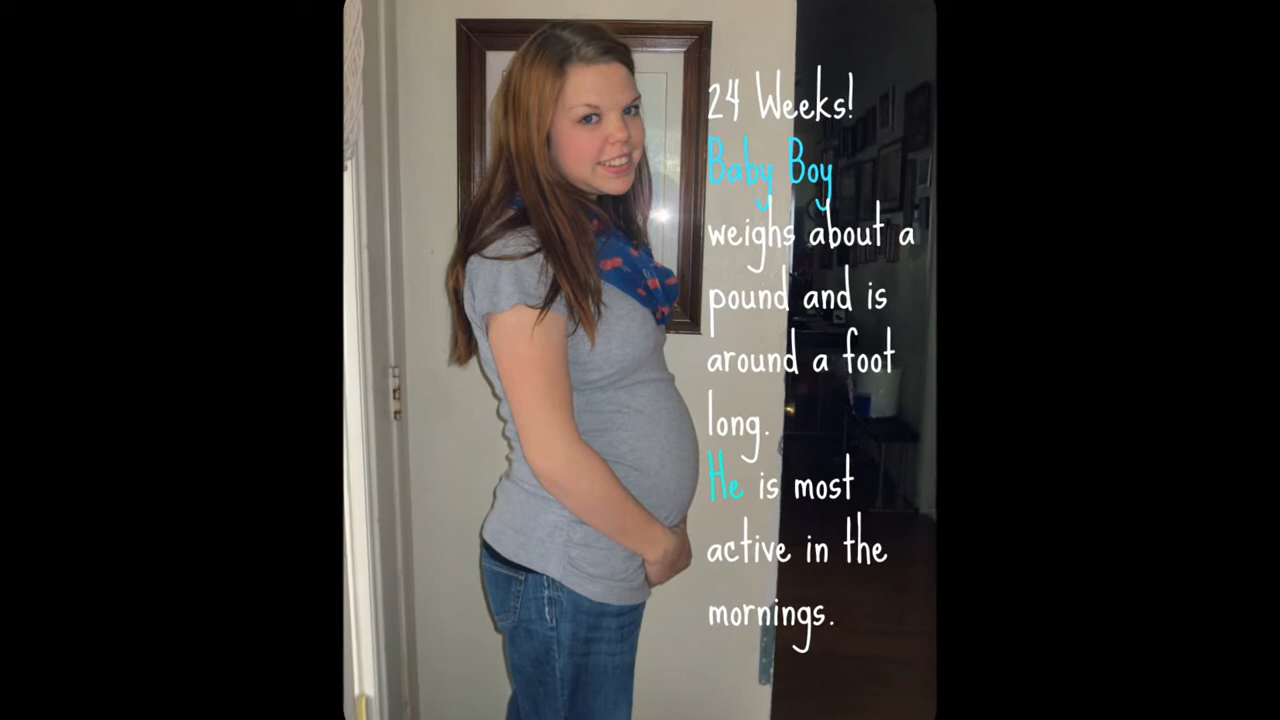 24 Weeks!
Baby Boy
weighs about a
pound and is
around a foot
long.
He is most
active in the
mornings.